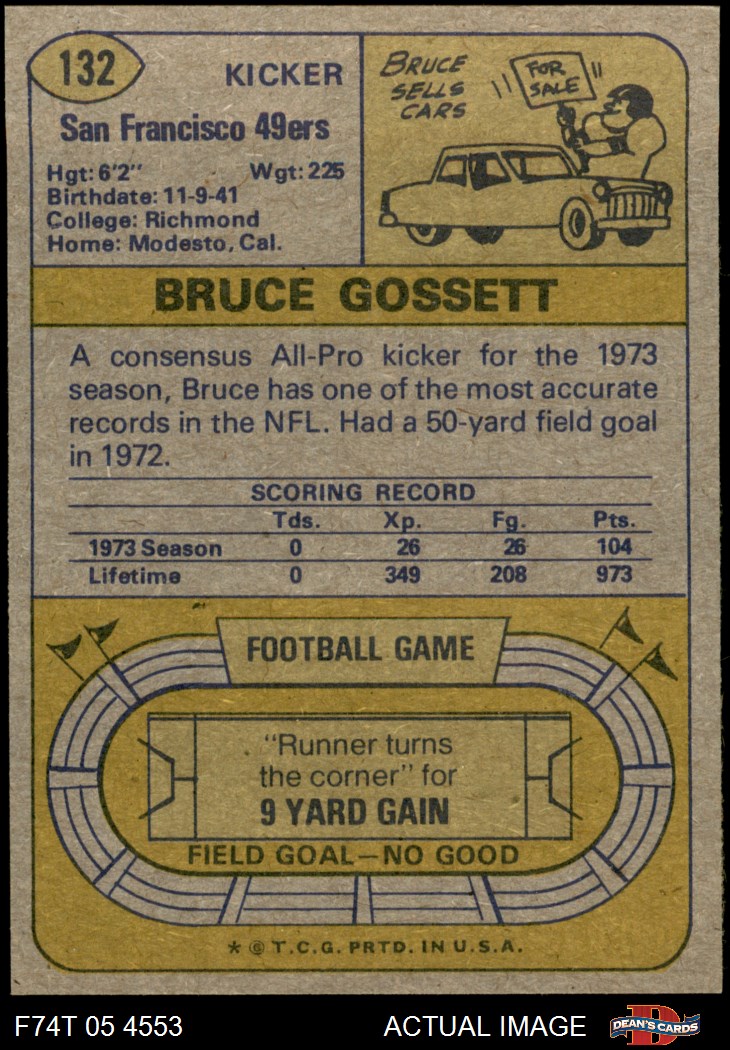 132
KICKER
San Francisco 49ers
Hgt: 6'2" Wgt: 225
Birthdate: 11-9-41
College: Richmond
Home: Modesto, Cal.
BRUCE
SELLS
CARS
FOR
SALE
BRUCE GOSSETT
A consensus All-Pro kicker for the 1973
season, Bruce has one of the most accurate
records in the NFL. Had a 50-yard field goal
in 1972.
SCORING RECORD
Tds. Xp. Fg. Pts.
1973 Season 0 26 26 104
Lifetime 0 349 208 973
FOOTBALL GAME
"Runner turns
the corner" for
9 YARD GAIN
FIELD GOAL—NO GOOD
* © T.C.G. PRTD. IN U.S.A.
F74T 05 4553 ACTUAL IMAGE
D
DEAN'S CARDS